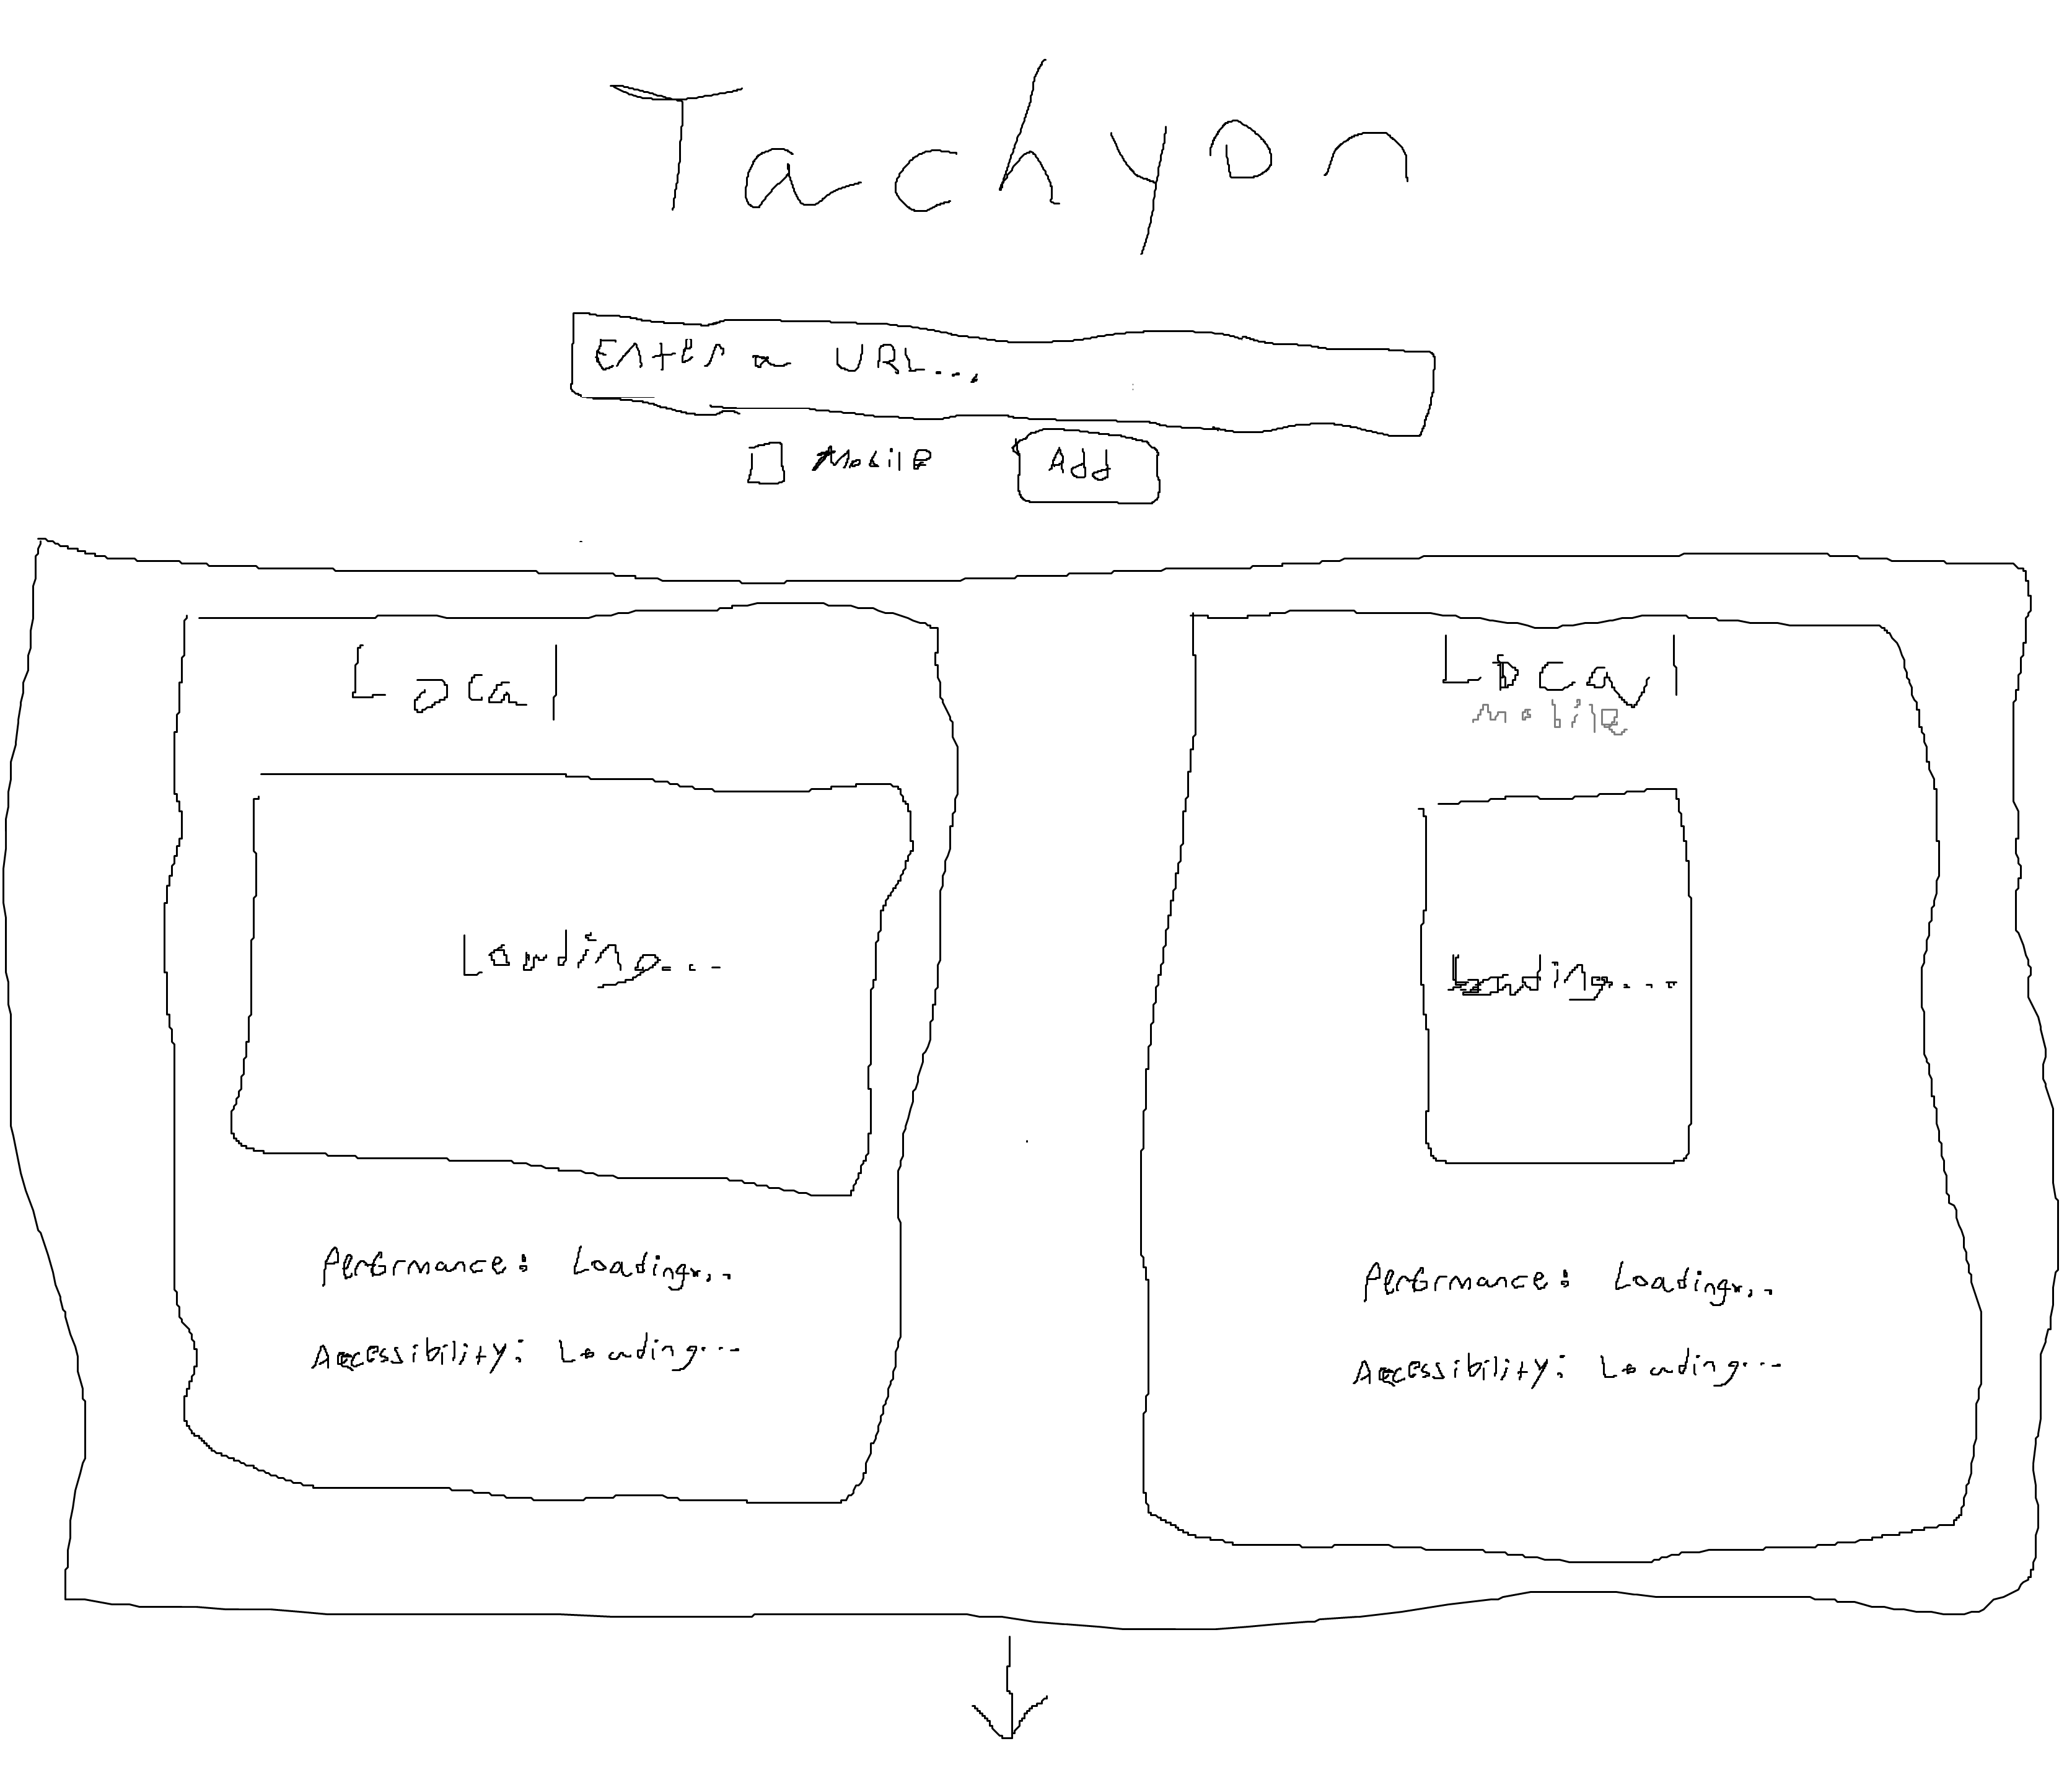 Tachyon
Enter a URL...
Mobile
Add
Local
Local
Mobile
Loading...
Loading...
Performance: Loading...
Performance: Loading...
Accessibility: Loading...
Accessibility: Loading...